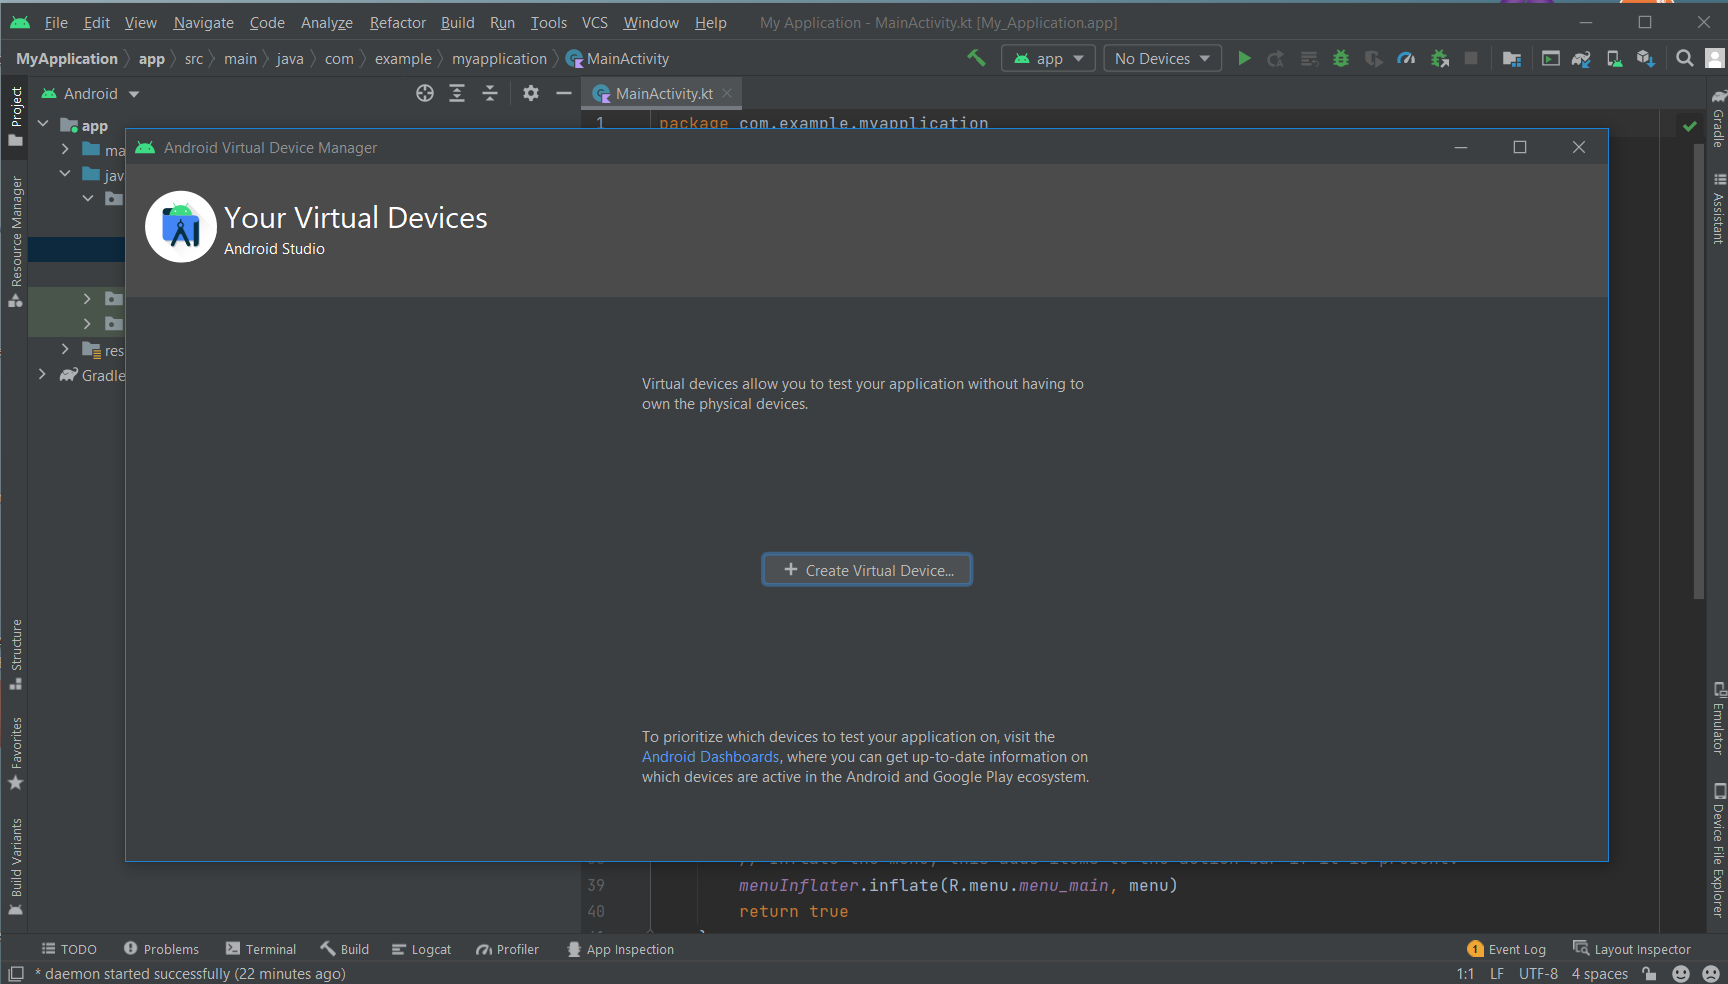 File Edit View Navigate Code Analyze Refactor Build Run Tools VCS Window Help My Application - MainActivity.kt [My_Application.app]
MyApplication app src main java com example myapplication MainActivity app No Devices
Project
Android
MainActivity.kt
app
1 package com.example.myapplication
Android Virtual Device Manager
ma
jav
Your Virtual Devices
Android Studio
res
Gradle
Virtual devices allow you to test your application without having to
own the physical devices.
+ Create Virtual Device...
To prioritize which devices to test your application on, visit the
Android Dashboards, where you can get up-to-date information on
which devices are active in the Android and Google Play ecosystem.
Resource Manager
Structure
Favorites
Build Variants
Gradle
Assistant
Emulator
Device File Explorer
39 menuInflater.inflate(R.menu.menu_main, menu)
40 return true
TODO Problems Terminal Build Logcat Profiler App Inspection 1 Event Log Layout Inspector
* daemon started successfully (22 minutes ago) 1:1 LF UTF-8 4 spaces